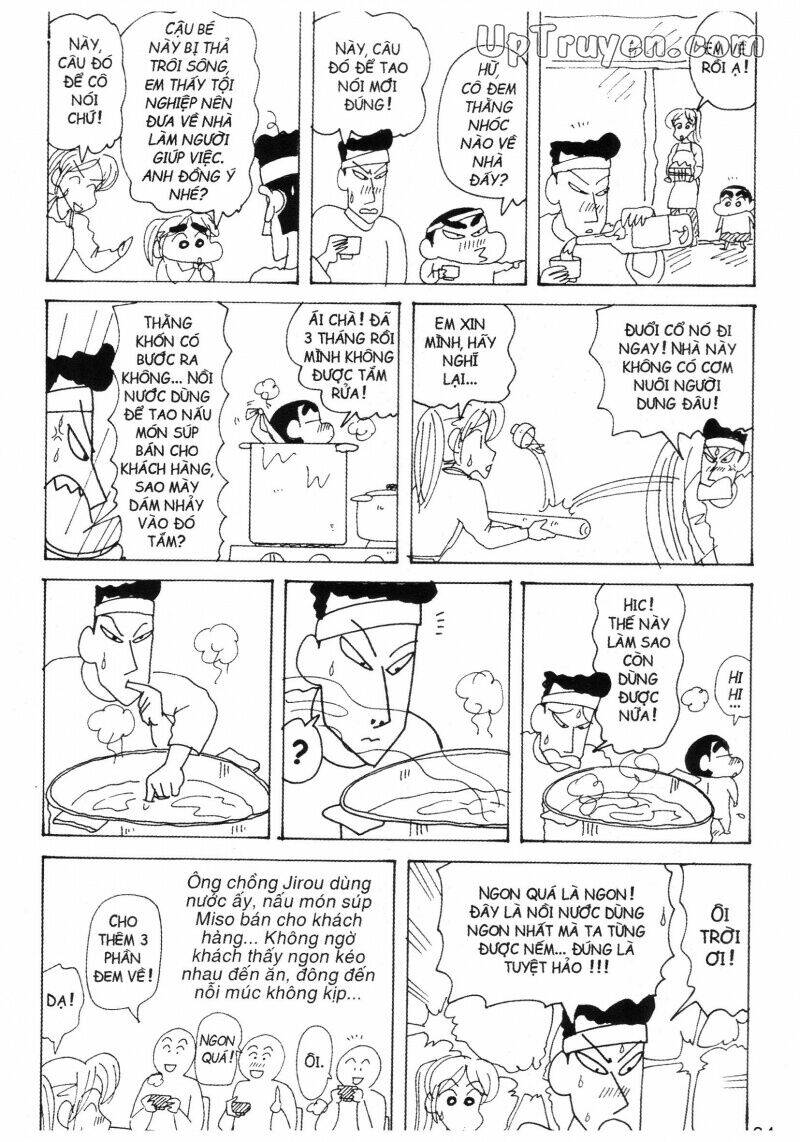 UpTruyen.com
ĐEM VỀ
RỒI Ạ!
HỪ,
CÔ ĐEM
THẰNG
NHÓC
NÀO VỀ
NHÀ
ĐẤY?
NÀY, CÂU
ĐÓ ĐỂ TAO
NÓI MỚI
ĐÚNG!
CẬU BÉ
NÀY BỊ THẢ
TRÔI SÔNG,
EM THẤY TỘI
NGHIỆP NÊN
ĐƯA VỀ NHÀ
LÀM NGƯỜI
GIÚP VIỆC.
ANH ĐỒNG Ý
NHÉ?
NÀY,
CÂU ĐÓ
ĐỂ CÔ
NÓI
CHỨ!
ĐUỔI CỔ NÓ ĐI
NGAY! NHÀ NÀY
KHÔNG CÓ CƠM
NUÔI NGƯỜI
DƯNG ĐÂU!
EM XIN
MÌNH, HÃY
NGHĨ
LẠI...
ÁI CHÀ! ĐÃ
3 THÁNG RỒI
MÌNH KHÔNG
ĐƯỢC TẮM
RỬA!
THẰNG
KHỐN CÓ
BƯỚC RA
KHÔNG... NỒI
NƯỚC DÙNG
ĐỂ TAO NẤU
MÓN SÚP
BÁN CHO
KHÁCH HÀNG,
SAO MÀY
DÁM NHẢY
VÀO ĐÓ
TẮM?
HI
HI
...
HIC!
THẾ NÀY
LÀM SAO
CÒN
DÙNG
ĐƯỢC
NỮA!
?
ÔI
TRỜI
ƠI!
NGON QUÁ LÀ NGON!
ĐÂY LÀ NỒI NƯỚC DÙNG
NGON NHẤT MÀ TA TỪNG
ĐƯỢC NẾM... ĐÚNG LÀ
TUYỆT HẢO !!!
Ông chồng Jirou dùng
nước ấy, nấu món súp
Miso bán cho khách
hàng... Không ngờ
khách thấy ngon kéo
nhau đến ăn, đông đến
nỗi múc không kịp...
ÔI.
NGON
QUÁ!
CHO
THÊM 3
PHẦN
ĐEM VỀ!
DẠ!